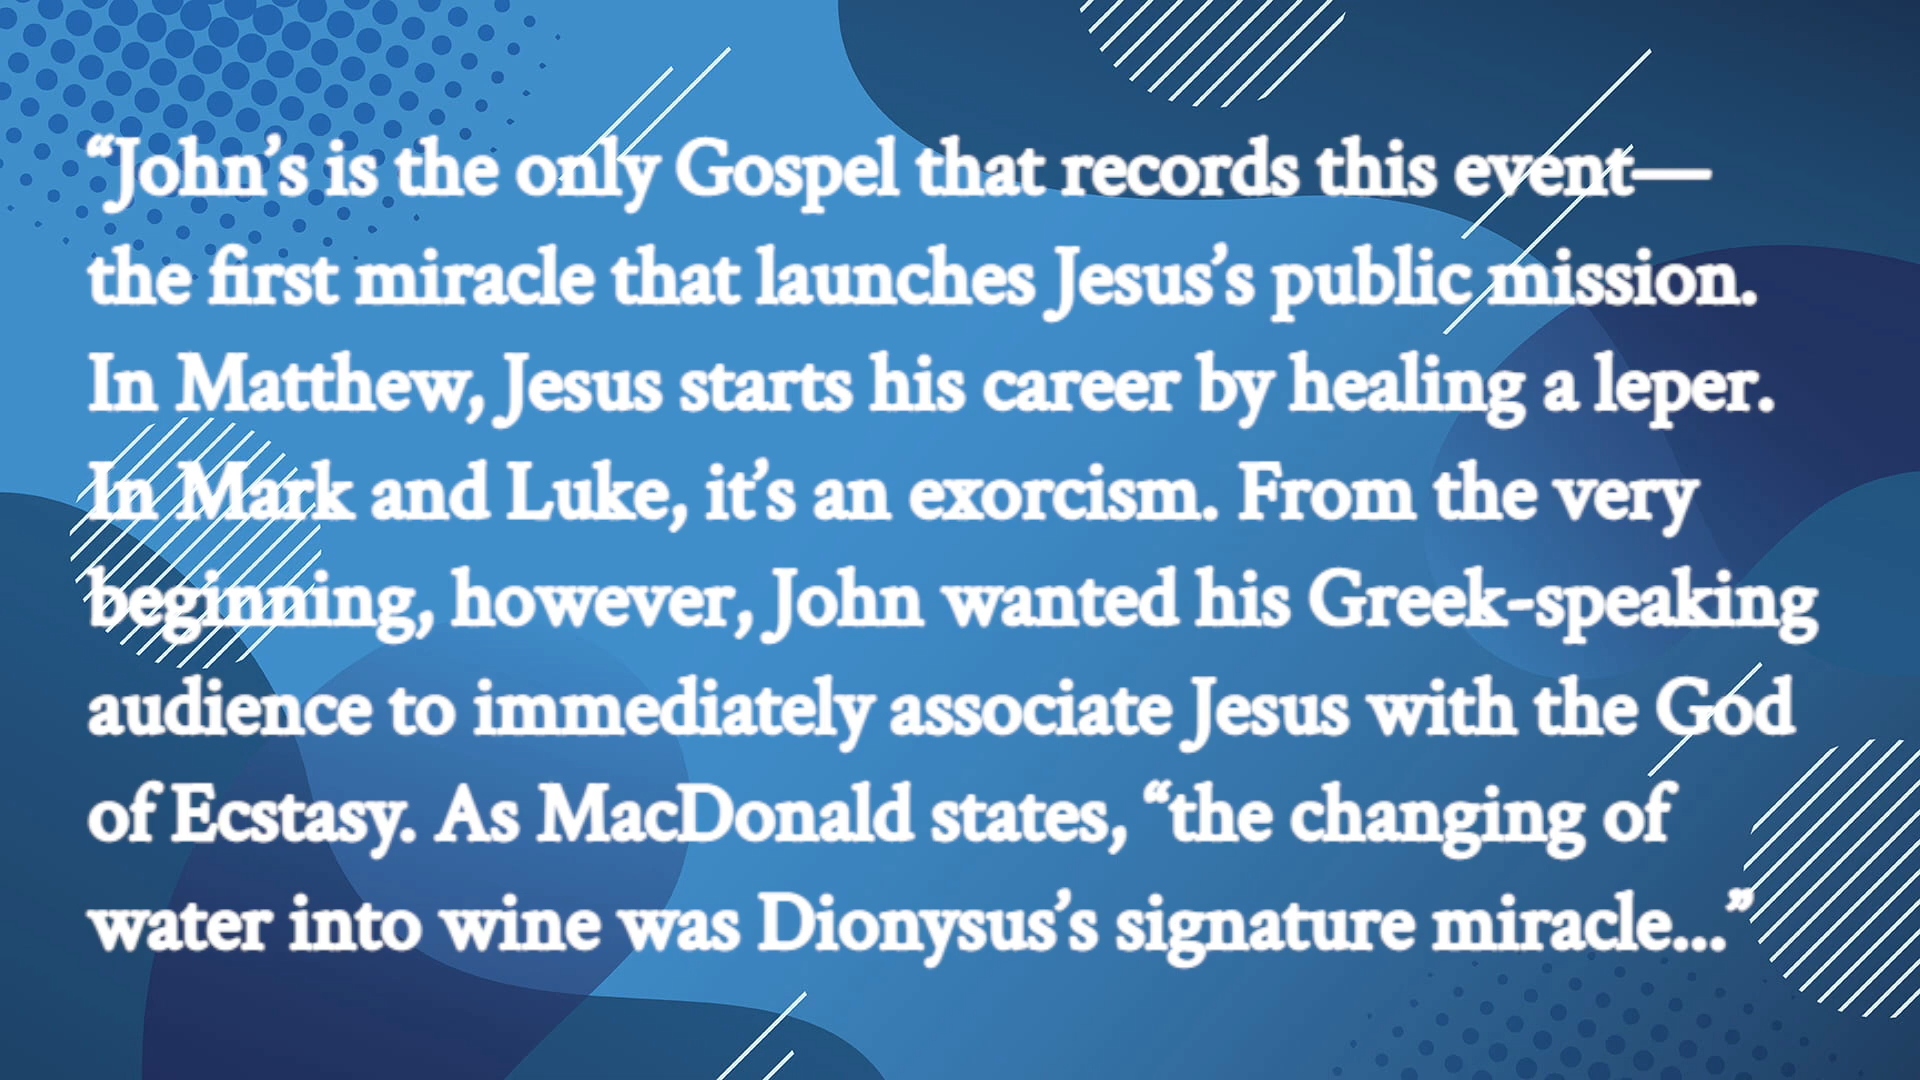 “John’s is the only Gospel that records this event—
the first miracle that launches Jesus’s public mission.
In Matthew, Jesus starts his career by healing a leper.
In Mark and Luke, it’s an exorcism. From the very
beginning, however, John wanted his Greek-speaking
audience to immediately associate Jesus with the God
of Ecstasy. As MacDonald states, “the changing of
water into wine was Dionysus’s signature miracle...”